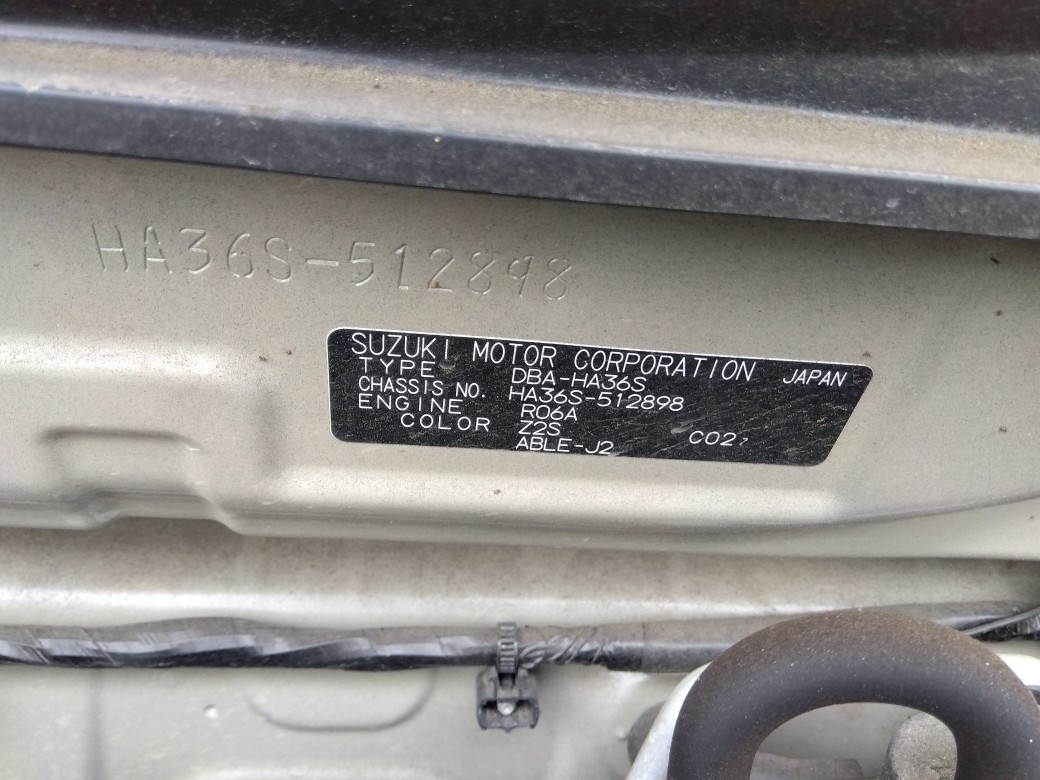 HA36S-512898
SUZUKI MOTOR CORPORATION JAPAN
TYPE DBA-HA36S
CHASSIS NO. HA36S-512898
ENGINE R06A
COLOR Z2S
ABLE-J2 C02